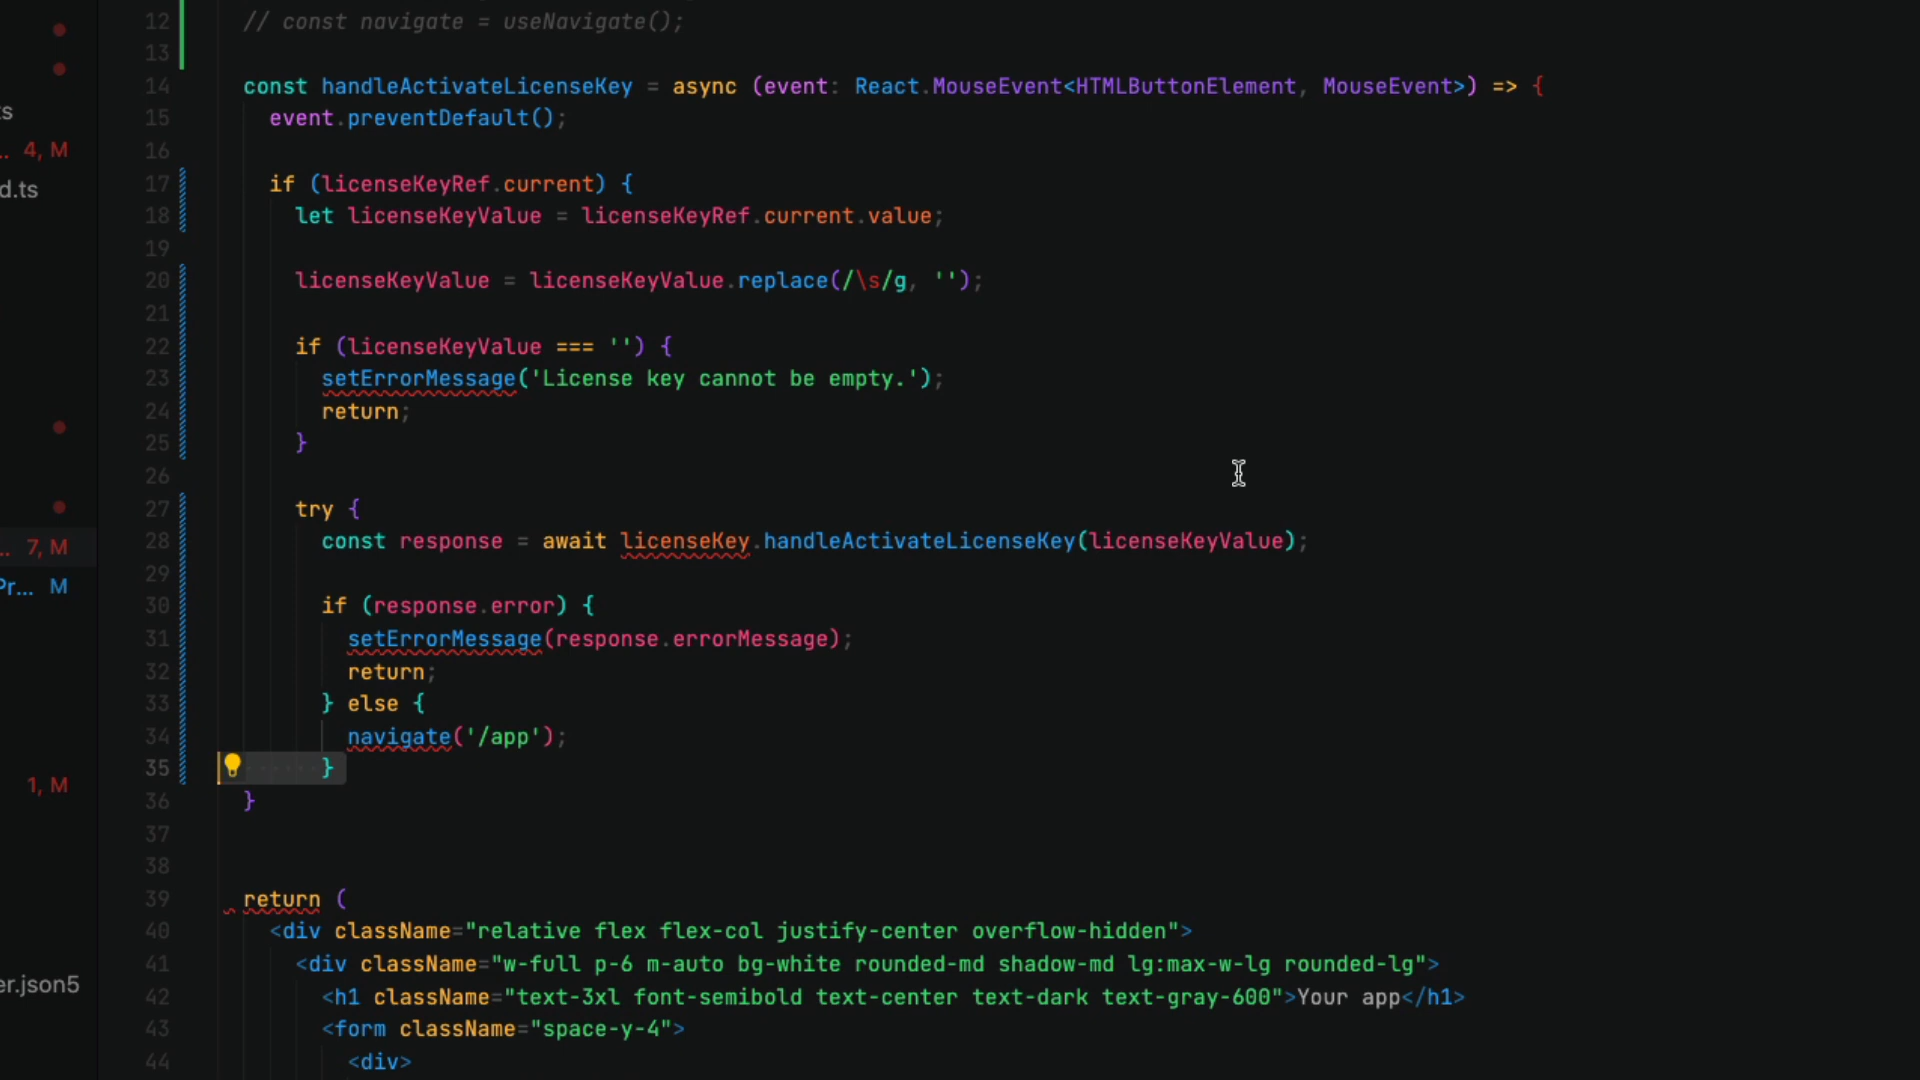 12 // const navigate = useNavigate();
13
14 const handleActivateLicenseKey = async (event: React.MouseEvent<HTMLButtonElement, MouseEvent>) => {
ts
15 event.preventDefault();
.. 4, M
16
17 if (licenseKeyRef.current) {
d.ts
18 let licenseKeyValue = licenseKeyRef.current.value;
19
20 licenseKeyValue = licenseKeyValue.replace(/\s/g, '');
21
22 if (licenseKeyValue === '') {
23 setErrorMessage('License key cannot be empty.');
24 return;
25 }
26
27 try {
28 const response = await licenseKey.handleActivateLicenseKey(licenseKeyValue);
.. 7, M
29
Pr... M
30 if (response.error) {
31 setErrorMessage(response.errorMessage);
32 return;
33 } else {
34 navigate('/app');
35 }
1, M
36 }
37
38
39 return (
40 <div className="relative flex flex-col justify-center overflow-hidden">
41 <div className="w-full p-6 m-auto bg-white rounded-md shadow-md lg:max-w-lg rounded-lg">
er.json5
42 <h1 className="text-3xl font-semibold text-center text-dark text-gray-600">Your app</h1>
43 <form className="space-y-4">
44 <div>